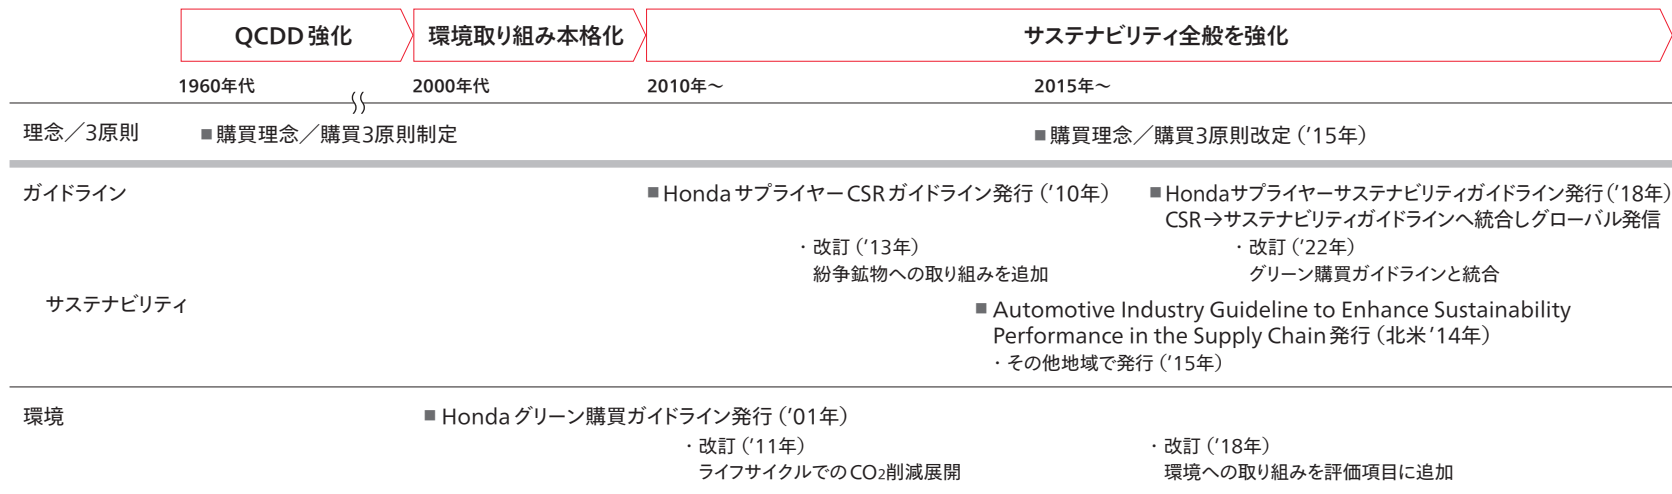 QCDD強化
環境取り組み本格化
サステナビリティ全般を強化
1960年代
2000年代
2010年～
2015年～
理念／3原則
■購買理念／購買3原則制定
■購買理念／購買3原則改定（’15年）
ガイドライン
■HondaサプライヤーCSRガイドライン発行（’10年）
・改訂（’13年）
紛争鉱物への取り組みを追加
■Hondaサプライヤーサステナビリティガイドライン発行（’18年）
CSR→サステナビリティガイドラインへ統合しグローバル発信
・改訂（’22年）
グリーン購買ガイドラインと統合
サステナビリティ
■Automotive Industry Guideline to Enhance Sustainability
Performance in the Supply Chain発行（北米’14年）
・その他地域で発行（’15年）
環境
■Hondaグリーン購買ガイドライン発行（’01年）
・改訂（’11年）
ライフサイクルでのCO2削減展開
・改訂（’18年）
環境への取り組みを評価項目に追加